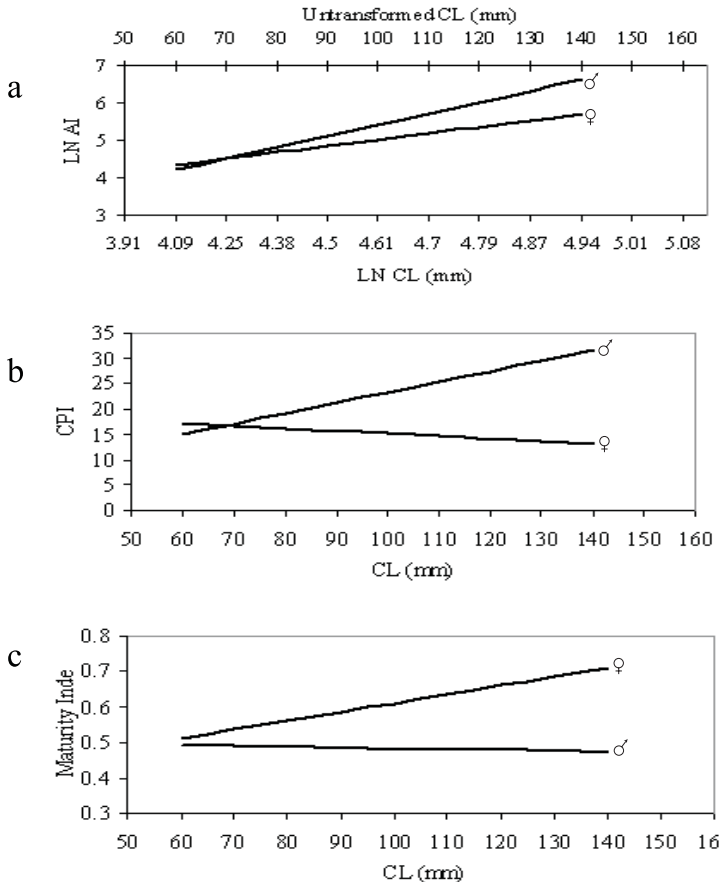 Untransformed CL (mm)
50 60 70 80 90 100 110 120 130 140 150 160
a
7
6
5
4
3
LN AI
♂
♀
3.91 4.09 4.25 4.38 4.5 4.61 4.7 4.79 4.87 4.94 5.01 5.08
LN CL (mm)
b
35
30
25
20
15
10
5
0
CPI
♂
♀
50 60 70 80 90 100 110 120 130 140 150 160
CL (mm)
c
0.8
0.7
0.6
0.5
0.4
0.3
Maturity Inde
♀
♂
50 60 70 80 90 100 110 120 130 140 150 16
CL (mm)